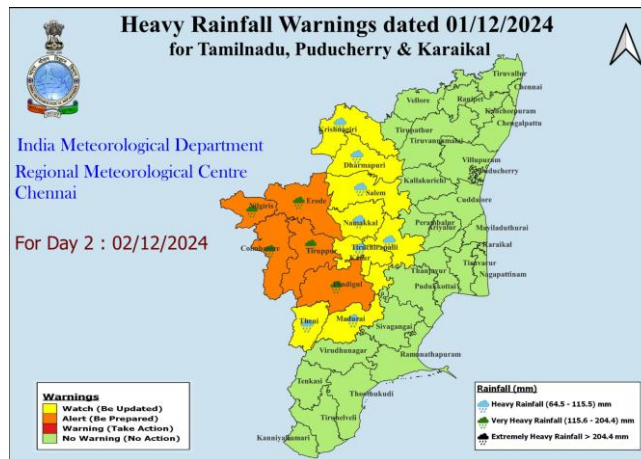 Heavy Rainfall Warnings dated 01/12/2024
for Tamilnadu, Puducherry & Karaikal
India Meteorological Department
Regional Meteorological Centre
Chennai
For Day 2 : 02/12/2024
Tiruvallur
Chennai
Vellore
Ranipet
Kancheepuram
Chengalpattu
Krishnagiri
Tirupathur
Tiruvannamalai
Dharmapuri
Villupuram
Puducherry
Kallakurichi
Salem
Cuddalore
Nilgiris
Erode
Namakkal
Perambalur
Ariyalur
Mayiladuthurai
Coimbatore
Tiruppur
Tiruchirapalli
Karur
Karaikal
Thanjavur
Tiruvarur
Nagapattinam
Dindigul
Pudukkottai
Theni
Madurai
Sivagangai
Virudhunagar
Ramanathapuram
Tenkasi
Thoothukudi
Tirunelveli
Kanniyakumari
Warnings
Watch (Be Updated)
Alert (Be Prepared)
Warning (Take Action)
No Warning (No Action)
Rainfall (mm)
Heavy Rainfall (64.5 - 115.5) mm
Very Heavy Rainfall (115.6 - 204.4) mm
Extremely Heavy Rainfall > 204.4 mm